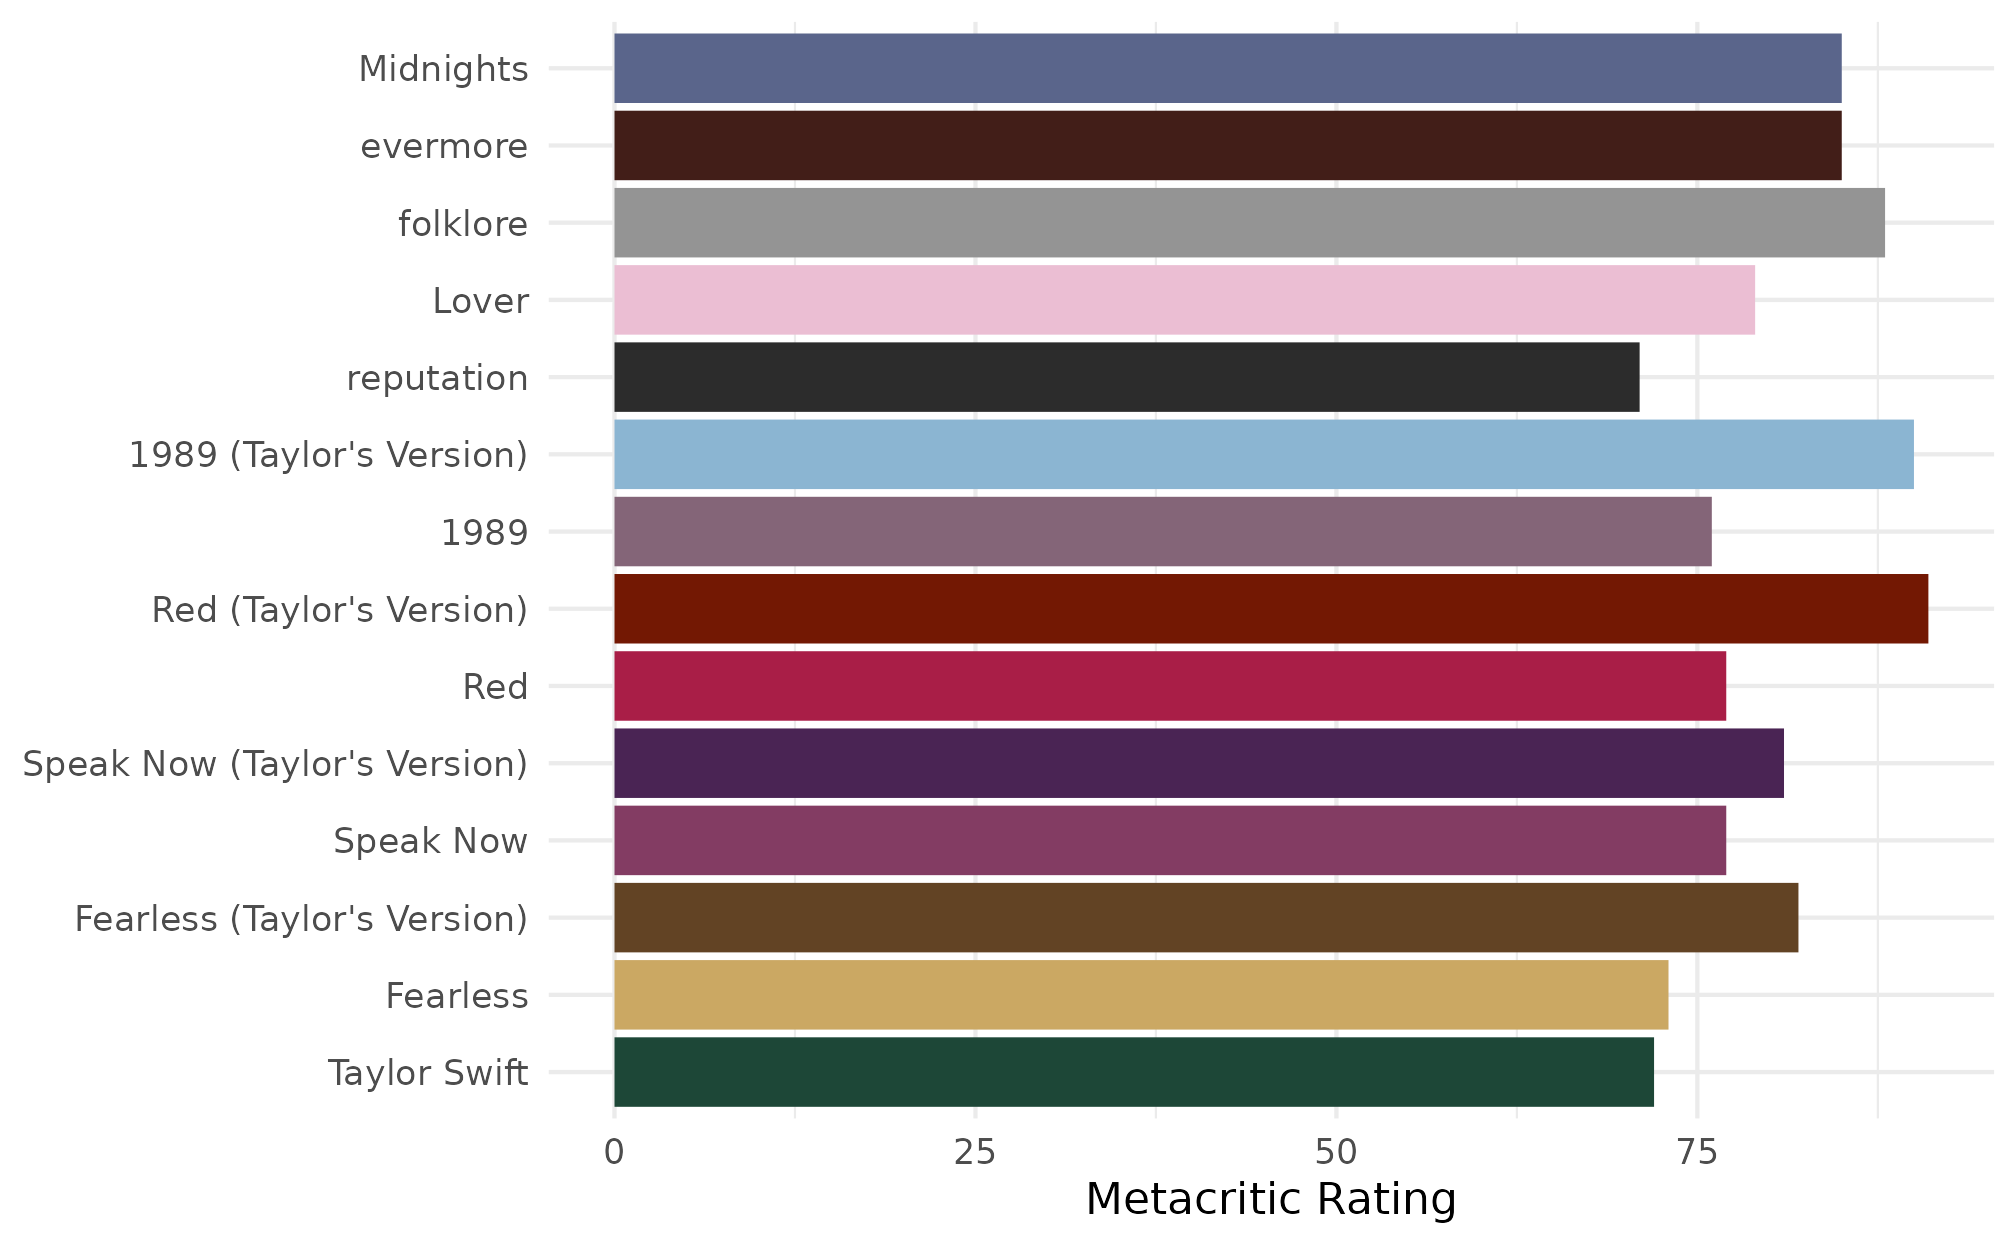 Midnights
evermore
folklore
Lover
reputation
1989 (Taylor's Version)
1989
Red (Taylor's Version)
Red
Speak Now (Taylor's Version)
Speak Now
Fearless (Taylor's Version)
Fearless
Taylor Swift
0 25 50 75
Metacritic Rating